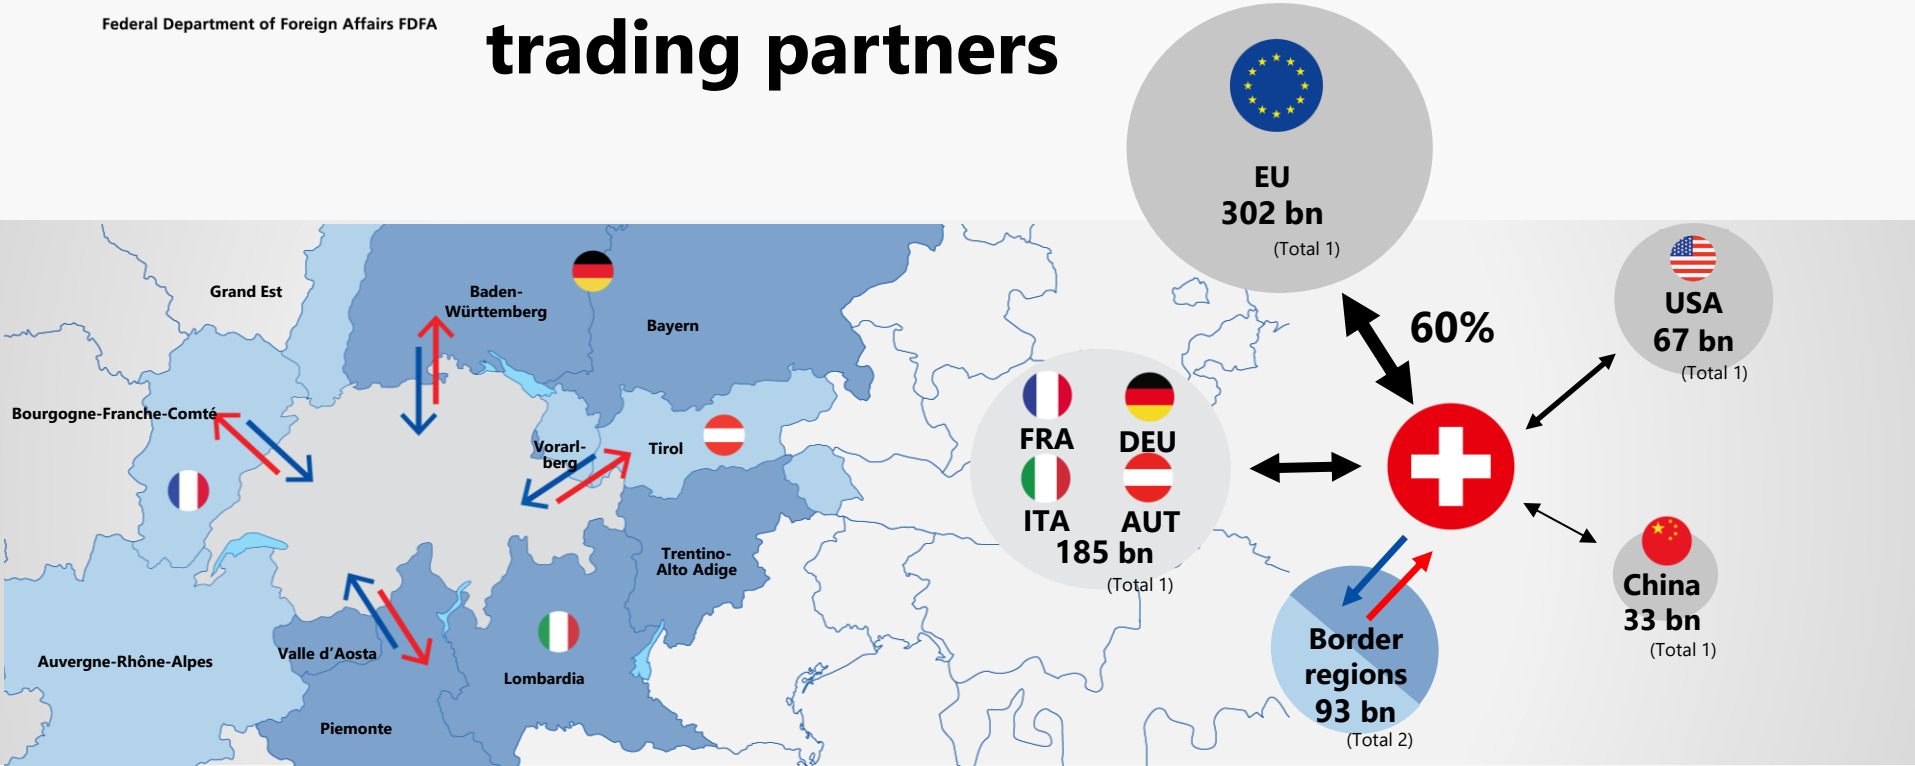 Federal Department of Foreign Affairs FDFA
trading partners
EU
302 bn
(Total 1)
60%
USA
67 bn
(Total 1)
Grand Est
Baden-
Württemberg
Bayern
Bourgogne-Franche-Comté
Vorarl-
berg
Tirol
Trentino-
Alto Adige
Auvergne-Rhône-Alpes
Valle d’Aosta
Lombardia
Piemonte
FRA
DEU
ITA
AUT
185 bn
(Total 1)
China
33 bn
(Total 1)
Border
regions
93 bn
(Total 2)